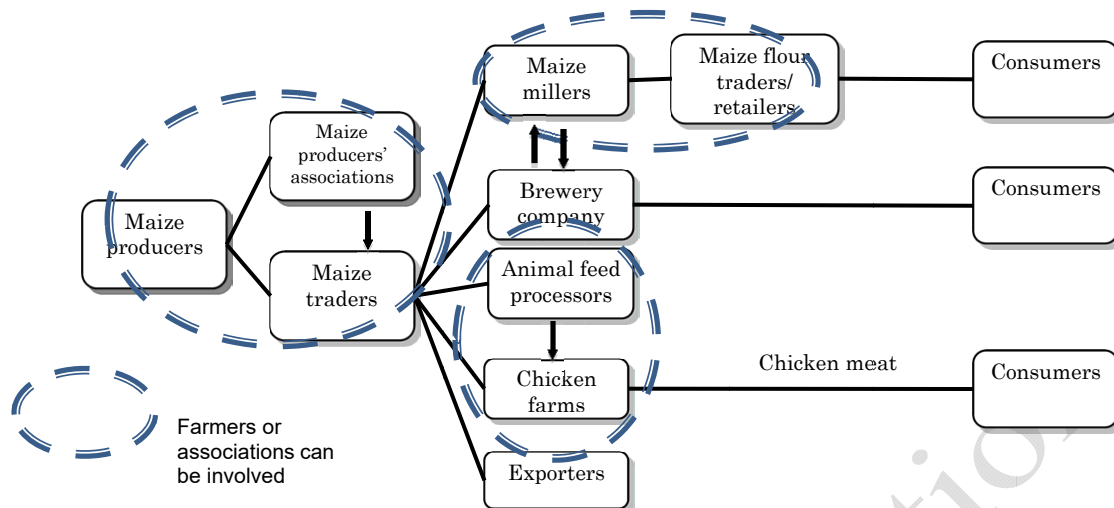 Maize
producers
Maize
producers'
associations
Maize
traders
Maize
millers
Maize flour
traders/
retailers
Consumers
Brewery
company
Consumers
Animal feed
processors
Chicken
farms
Chicken meat
Consumers
Exporters
Farmers or
associations can
be involved